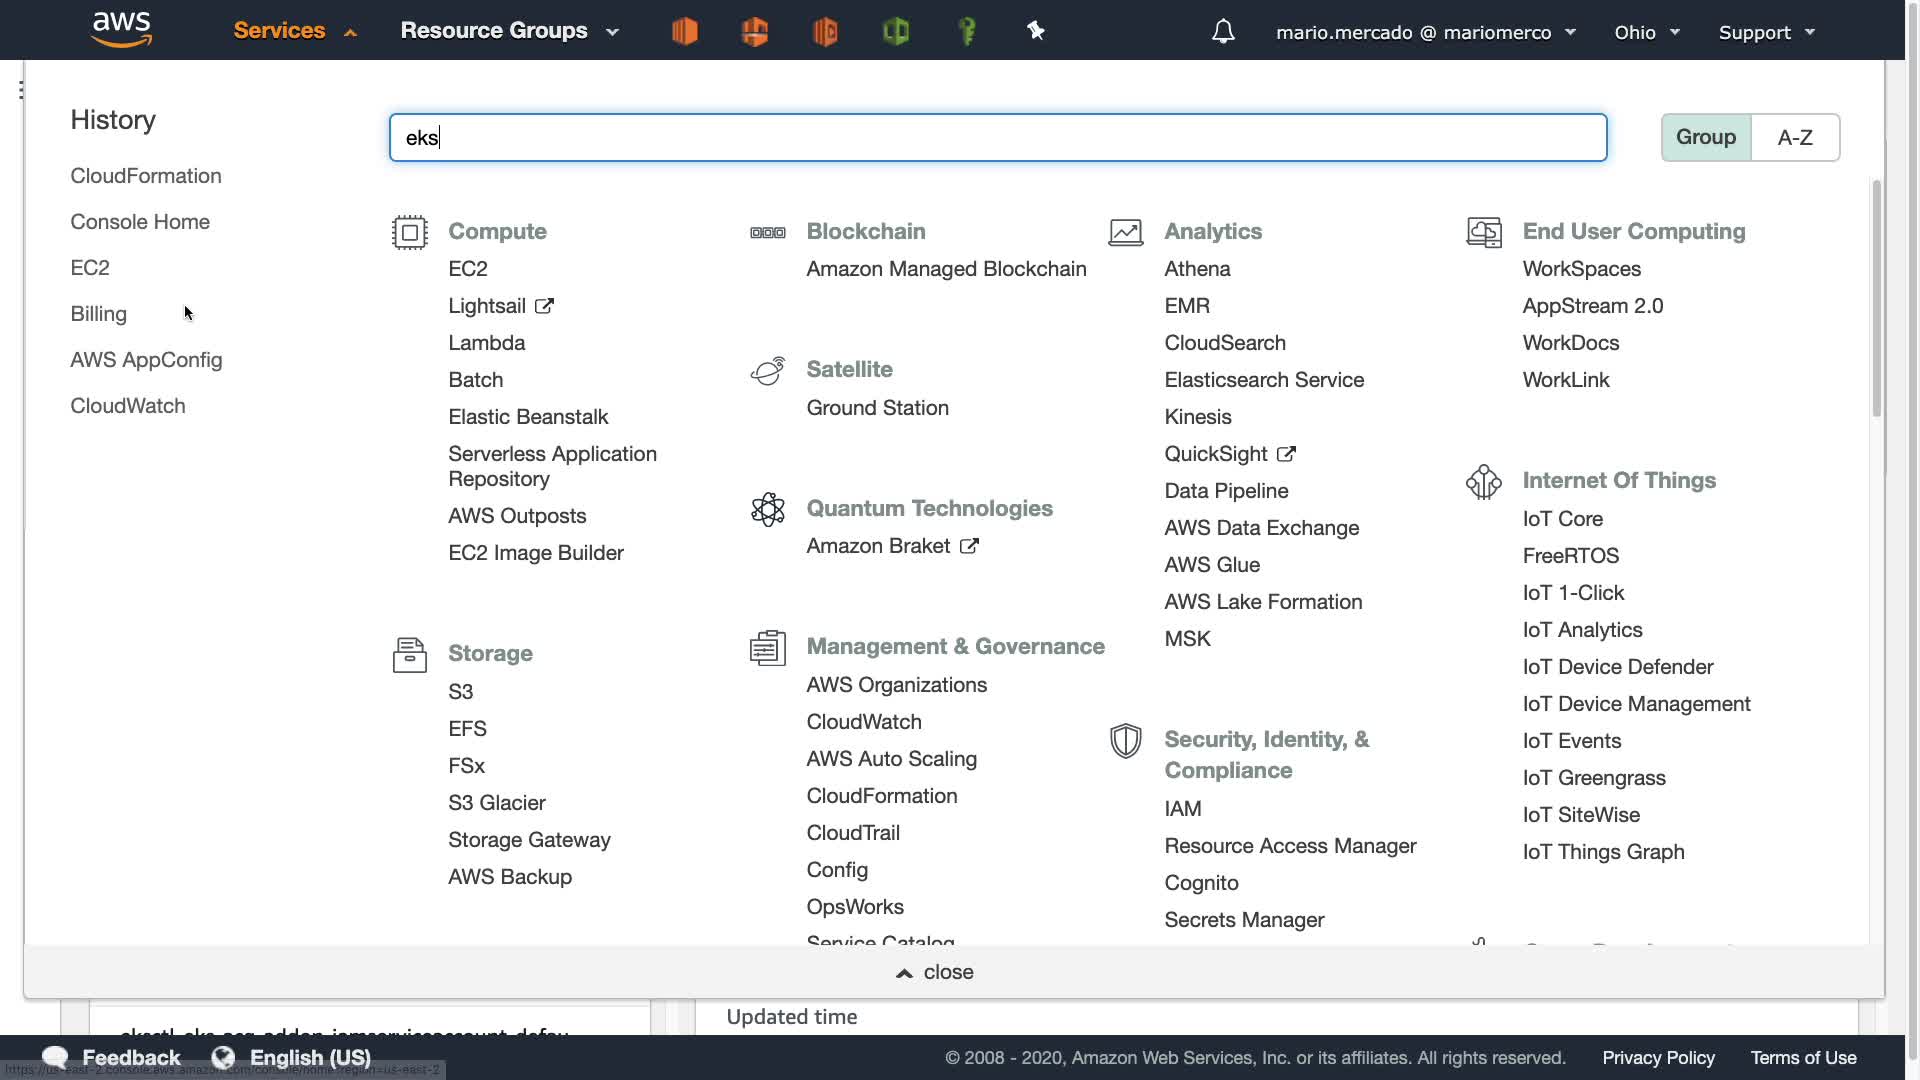 aws
Services
Resource Groups
mario.mercado @ mariomerco
Ohio
Support
History
CloudFormation
Console Home
EC2
Billing
AWS AppConfig
CloudWatch
eks
Group
A-Z
Compute
EC2
Lightsail
Lambda
Batch
Elastic Beanstalk
Serverless Application
Repository
AWS Outposts
EC2 Image Builder
Storage
S3
EFS
FSx
S3 Glacier
Storage Gateway
AWS Backup
Blockchain
Amazon Managed Blockchain
Satellite
Ground Station
Quantum Technologies
Amazon Braket
Management & Governance
AWS Organizations
CloudWatch
AWS Auto Scaling
CloudFormation
CloudTrail
Config
OpsWorks
Service Catalog
Analytics
Athena
EMR
CloudSearch
Elasticsearch Service
Kinesis
QuickSight
Data Pipeline
AWS Data Exchange
AWS Glue
AWS Lake Formation
MSK
Security, Identity, &
Compliance
IAM
Resource Access Manager
Cognito
Secrets Manager
End User Computing
WorkSpaces
AppStream 2.0
WorkDocs
WorkLink
Internet Of Things
IoT Core
FreeRTOS
IoT 1-Click
IoT Analytics
IoT Device Defender
IoT Device Management
IoT Events
IoT Greengrass
IoT SiteWise
IoT Things Graph
close
eksctl-eks-acg-addon-iamserviceaccount-defau
Updated time
Feedback
English (US)
© 2008 - 2020, Amazon Web Services, Inc. or its affiliates. All rights reserved.
Privacy Policy
Terms of Use
https://us-east-2.console.aws.amazon.com/console/home?region=us-east-2